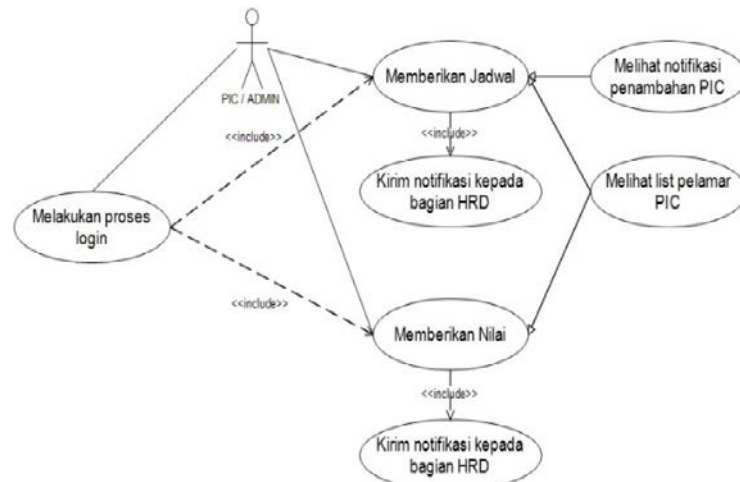 PIC / ADMIN
Memberikan Jadwal
Melihat notifikasi
penambahan PIC
<<include>>
<<include>>
Kirim notifikasi kepada
bagian HRD
Melihat list pelamar
PIC
Melakukan proses
login
<<include>>
Memberikan Nilai
<<include>>
Kirim notifikasi kepada
bagian HRD